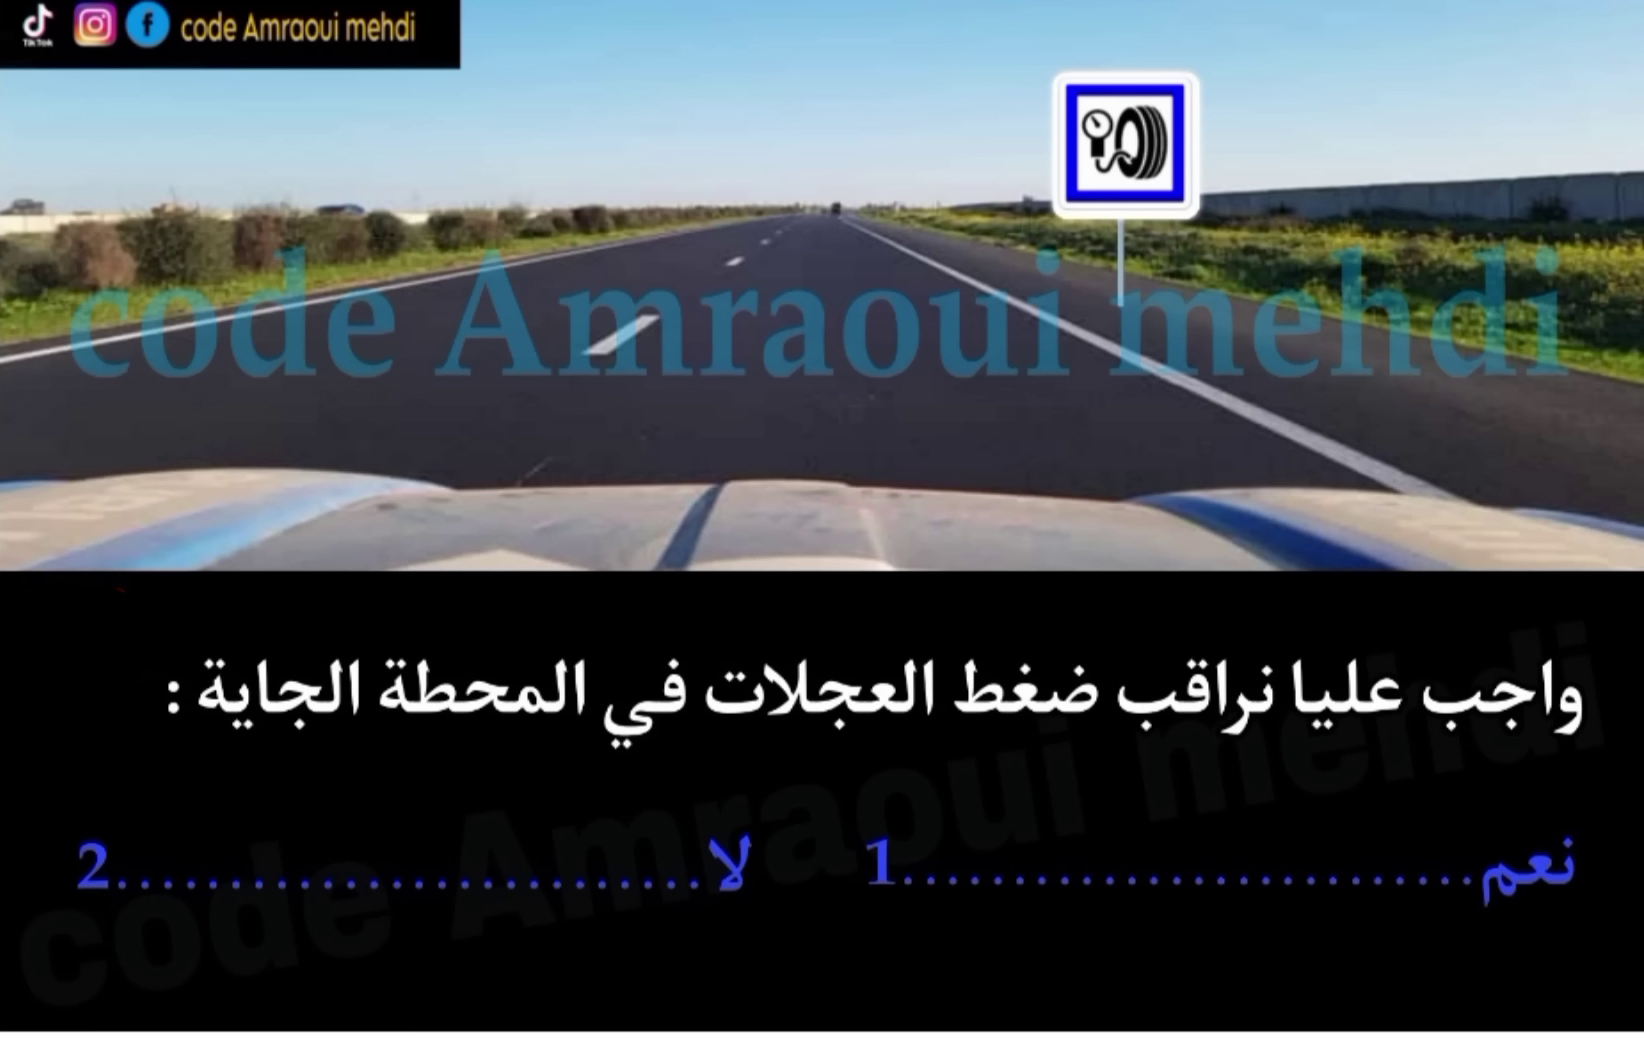 TikTok code Amraoui mehdi
code Amraoui mehdi
واجب عليا نراقب ضغط العجلات في المحطة الجاية :
نعم.........................1 لا..........................2
code Amraoui mehdi